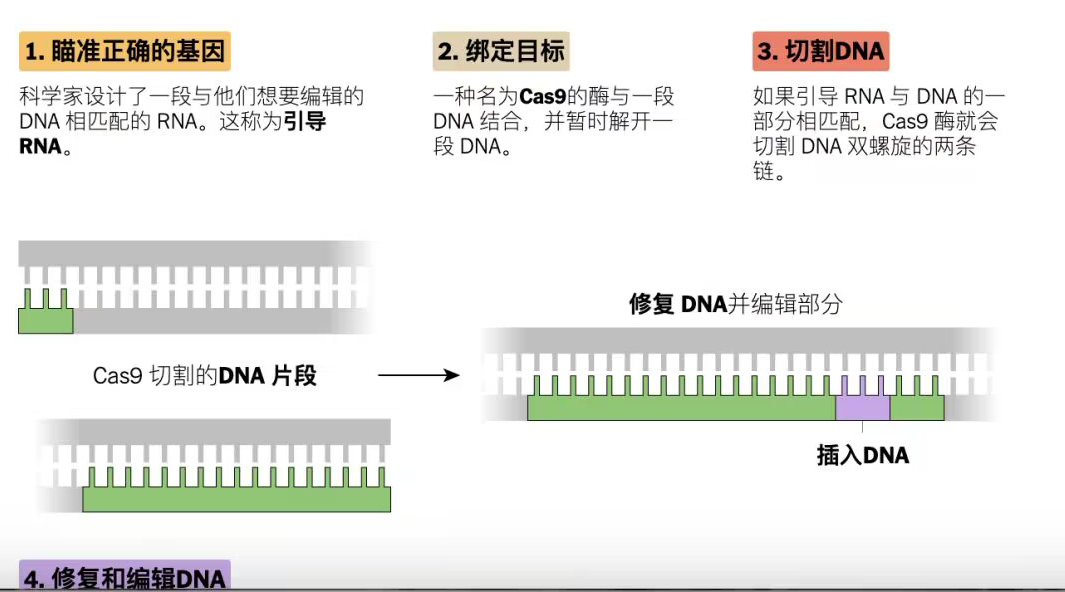 1. 瞄准正确的基因
科学家设计了一段与他们想要编辑的
DNA 相匹配的 RNA。这称为引导
RNA。
2. 绑定目标
一种名为Cas9的酶与一段
DNA 结合，并暂时解开一
段 DNA。
3. 切割DNA
如果引导 RNA 与 DNA 的一
部分相匹配，Cas9 酶就会
切割 DNA 双螺旋的两条
链。
Cas9 切割的DNA 片段
修复 DNA并编辑部分
插入DNA
4. 修复和编辑DNA